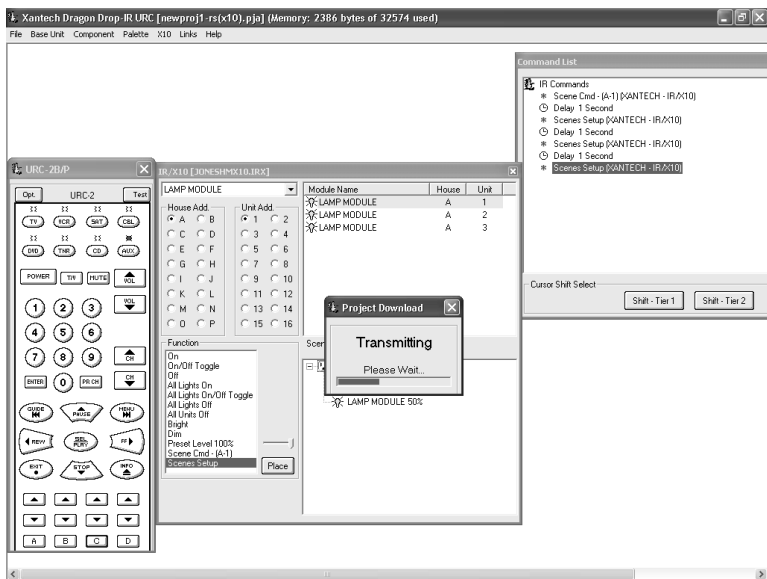 Xantech Dragon Drop-IR URC [newproj1-rs(x10).pja] (Memory: 2386 bytes of 32574 used)
File Base Unit Component Palette X10 Links Help
Command List
IR Commands
Scene Cmd - (A-1) (XANTECH - IR/X10)
Delay 1 Second
Scenes Setup (XANTECH - IR/X10)
Delay 1 Second
Scenes Setup (XANTECH - IR/X10)
Delay 1 Second
Scenes Setup (XANTECH - IR/X10)
Cursor Shift Select
Shift - Tier 1 Shift - Tier 2
URC-2B/P
Opt. URC-2 Test
TV VCR SAT CBL
DVD TNR CD AUX
POWER T/V MUTE VOL
1 2 3 VOL
4 5 6
7 8 9 CH
ENTER 0 PR CH CH
GUIDE PAUSE MENU
REW SEL PLAY FF
EXIT STOP INFO
A B C D
IR/X10 [JONESHMX10.IRX]
LAMP MODULE
House Add. Unit Add.
A B 1 2
C D 3 4
E F 5 6
G H 7 8
I J 9 10
K L 11 12
M N 13 14
O P 15 16
Function
On
On/Off Toggle
Off
All Lights On
All Lights On/Off Toggle
All Lights Off
All Units Off
Bright
Dim
Preset Level 100%
Scene Cmd - (A-1)
Scenes Setup
Place
Module Name House Unit
LAMP MODULE A 1
LAMP MODULE A 2
LAMP MODULE A 3
LAMP MODULE 50%
Project Download
Transmitting
Please Wait...